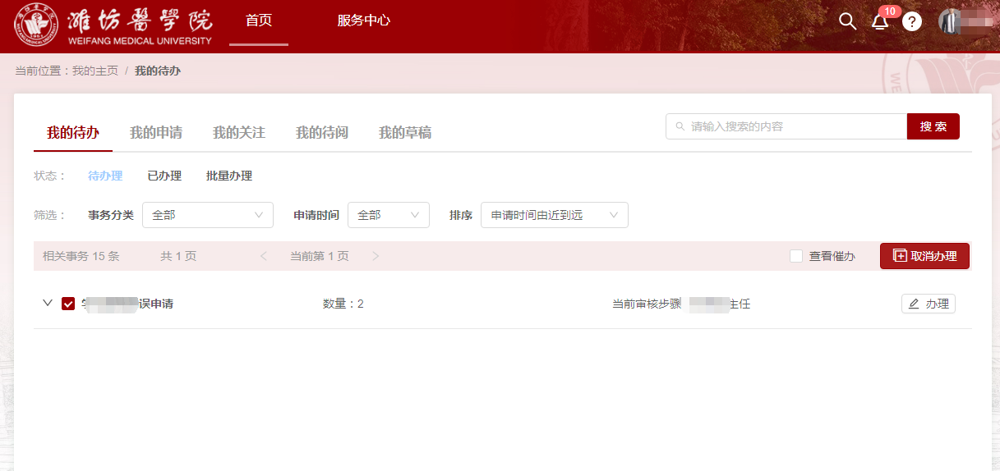 濰坊醫學院
WEIFANG MEDICAL UNIVERSITY
首页
服务中心
10
当前位置：我的主页 / 我的待办
我的待办
我的申请
我的关注
我的待阅
我的草稿
请输入搜索的内容
搜 索
状态：
待办理
已办理
批量办理
筛选：
事务分类
全部
申请时间
全部
排序
申请时间由近到远
相关事务 15 条
共 1 页
当前第 1 页
查看催办
取消办理
误申请
数量：2
当前审核步骤
主任
办理